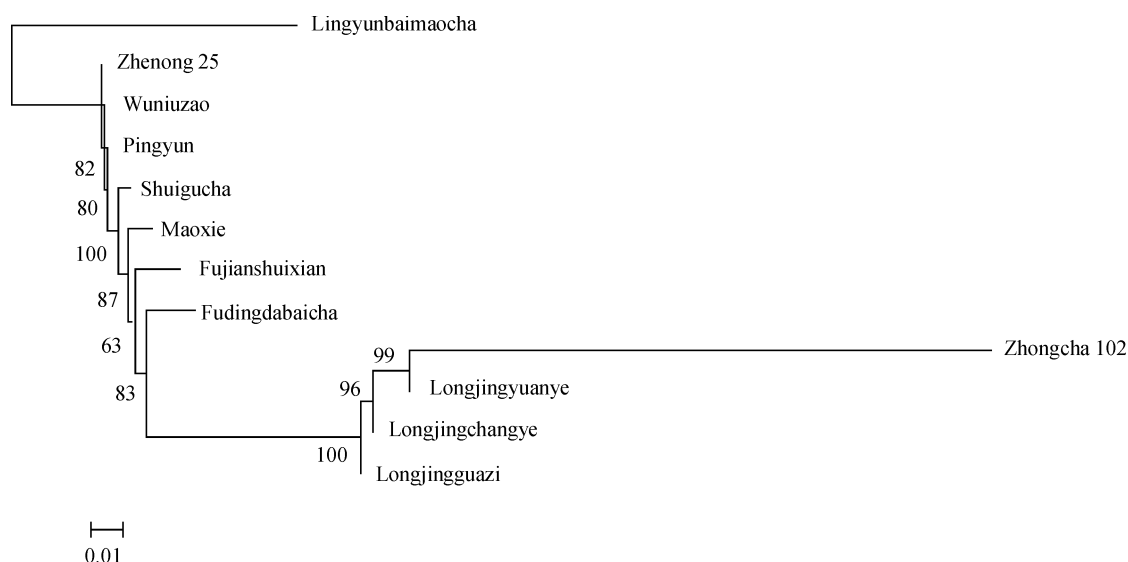 Lingyunbaimaocha
Zhenong 25
Wuniuzao
Pingyun
82
Shuigucha
80
Maoxie
100
Fujianshuixian
87
Fudingdabaicha
63
99
Zhongcha 102
83
96
Longjingyuanye
Longjingchangye
100
Longjingguazi
0.01